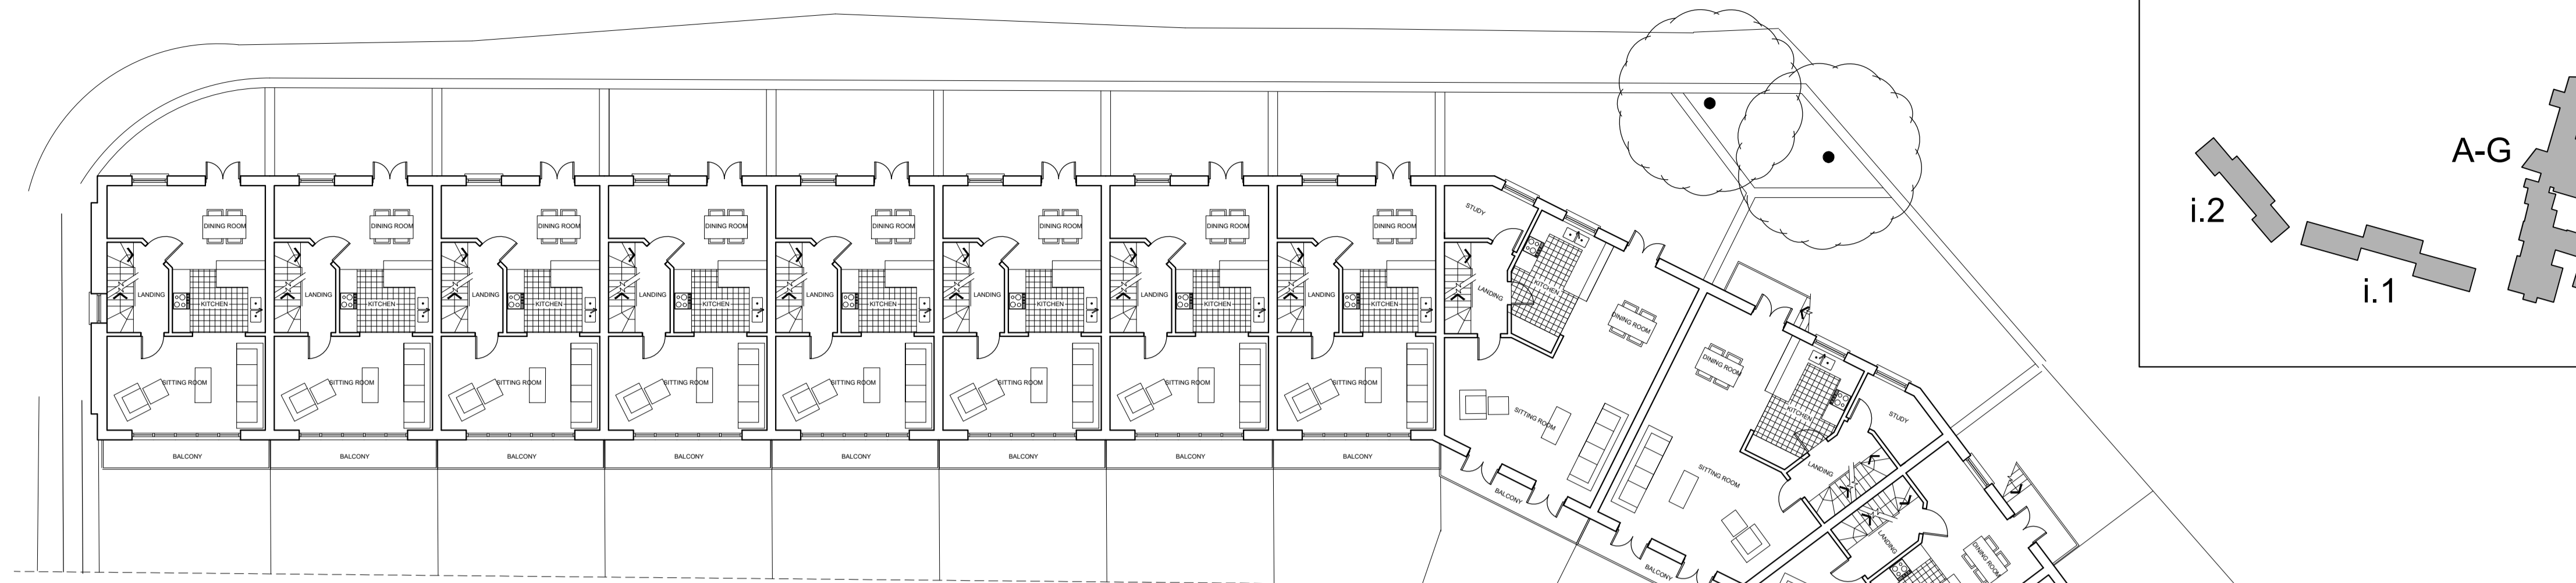 A-G
i.2
i.1
STUDY
DINING ROOM DINING ROOM DINING ROOM DINING ROOM DINING ROOM DINING ROOM DINING ROOM DINING ROOM
LANDING LANDING LANDING LANDING LANDING LANDING LANDING LANDING LANDING
KITCHEN KITCHEN KITCHEN KITCHEN KITCHEN KITCHEN KITCHEN KITCHEN KITCHEN
DINING ROOM
DINING ROOM
SITTING ROOM SITTING ROOM SITTING ROOM SITTING ROOM SITTING ROOM SITTING ROOM SITTING ROOM SITTING ROOM
SITTING ROOM
KITCHEN
STUDY
BALCONY BALCONY BALCONY BALCONY BALCONY BALCONY BALCONY BALCONY
LANDING
SITTING ROOM
BALCONY
LANDING
DINING ROOM
BALCONY